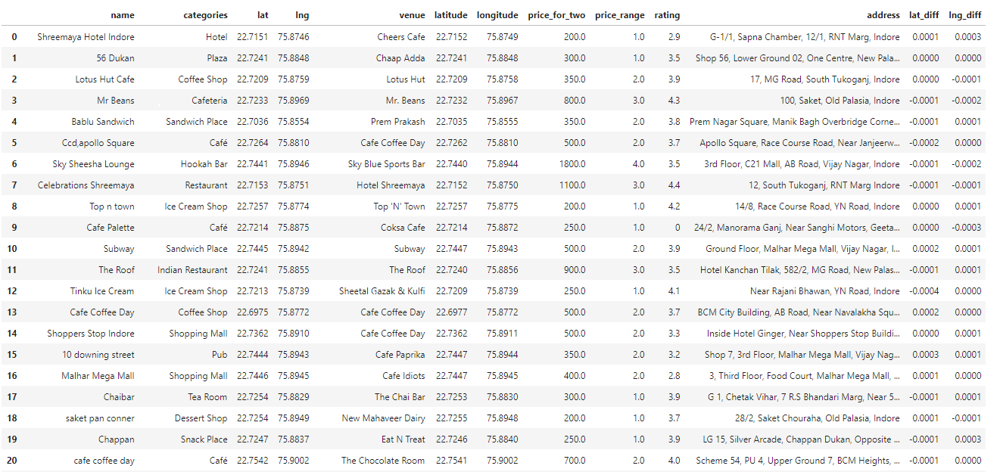 name categories lat lng venue latitude longitude price_for_two price_range rating address lat_diff lng_diff
0 Shreemaya Hotel Indore Hotel 22.7151 75.8746 Cheers Cafe 22.7152 75.8749 200.0 1.0 2.9 G-1/1, Sapna Chamber, 12/1, RNT Marg, Indore 0.0001 0.0003
1 56 Dukan Plaza 22.7241 75.8848 Chaap Adda 22.7241 75.8848 300.0 1.0 3.5 Shop 56, Lower Ground 02, One Centre, New Pala... 0.0000 0.0000
2 Lotus Hut Cafe Coffee Shop 22.7209 75.8759 Lotus Hut 22.7209 75.8758 350.0 2.0 3.9 17, MG Road, South Tukoganj, Indore 0.0000 -0.0001
3 Mr Beans Cafeteria 22.7233 75.8969 Mr. Beans 22.7232 75.8967 800.0 3.0 4.3 100, Saket, Old Palasia, Indore -0.0001 -0.0002
4 Bablu Sandwich Sandwich Place 22.7036 75.8554 Prem Prakash 22.7035 75.8555 350.0 2.0 3.8 Prem Nagar Square, Manik Bagh Overbridge Corne... -0.0001 0.0001
5 Ccd,apollo Square Café 22.7264 75.8810 Cafe Coffee Day 22.7262 75.8810 500.0 2.0 3.7 Apollo Square, Race Course Road, Near Janjeerw... -0.0002 0.0000
6 Sky Sheesha Lounge Hookah Bar 22.7441 75.8946 Sky Blue Sports Bar 22.7440 75.8944 1800.0 4.0 3.5 3rd Floor, C21 Mall, AB Road, Vijay Nagar, Indore -0.0001 -0.0002
7 Celebrations Shreemaya Restaurant 22.7153 75.8751 Hotel Shreemaya 22.7152 75.8750 1100.0 3.0 4.4 12, South Tukoganj, RNT Marg Indore -0.0001 -0.0001
8 Top n town Ice Cream Shop 22.7257 75.8774 Top 'N' Town 22.7257 75.8775 200.0 1.0 4.2 14/8, Race Course Road, YN Road, Indore 0.0000 0.0001
9 Cafe Palette Café 22.7214 75.8875 Coksa Cafe 22.7214 75.8872 250.0 1.0 0 24/2, Manorama Ganj, Near Sanghi Motors, Geeta... 0.0000 -0.0003
10 Subway Sandwich Place 22.7445 75.8942 Subway 22.7447 75.8943 500.0 2.0 3.9 Ground Floor, Malhar Mega Mall, Vijay Nagar, I... 0.0002 0.0001
11 The Roof Indian Restaurant 22.7241 75.8855 The Roof 22.7240 75.8856 900.0 3.0 3.5 Hotel Kanchan Tilak, 582/2, MG Road, New Palas... -0.0001 0.0001
12 Tinku Ice Cream Ice Cream Shop 22.7213 75.8739 Sheetal Gazak & Kulfi 22.7209 75.8739 250.0 1.0 4.1 Near Rajani Bhawan, YN Road, Indore -0.0004 0.0000
13 Cafe Coffee Day Coffee Shop 22.6975 75.8772 Cafe Coffee Day 22.6977 75.8772 500.0 2.0 3.7 BCM City Building, AB Road, Near Navalakha Squ... 0.0002 0.0000
14 Shoppers Stop Indore Shopping Mall 22.7362 75.8910 Cafe Coffee Day 22.7362 75.8911 500.0 2.0 3.3 Inside Hotel Ginger, Near Shoppers Stop Buildi... 0.0000 0.0001
15 10 downing street Pub 22.7444 75.8943 Cafe Paprika 22.7447 75.8944 350.0 2.0 3.2 Shop 7, 3rd Floor, Malhar Mega Mall, Vijay Nag... 0.0003 0.0001
16 Malhar Mega Mall Shopping Mall 22.7446 75.8945 Cafe Idiots 22.7447 75.8945 400.0 2.0 2.8 3, Third Floor, Food Court, Malhar Mega Mall, ... 0.0001 0.0000
17 Chaibar Tea Room 22.7254 75.8829 The Chai Bar 22.7253 75.8830 300.0 1.0 3.9 G 1, Chetak Vihar, 7 R.S Bhandari Marg, Near 5... -0.0001 0.0001
18 saket pan conner Dessert Shop 22.7254 75.8949 New Mahaveer Dairy 22.7255 75.8948 200.0 1.0 3.7 28/2, Saket Chouraha, Old Palasia, Indore 0.0001 -0.0001
19 Chappan Snack Place 22.7247 75.8837 Eat N Treat 22.7246 75.8840 250.0 1.0 3.9 LG 15, Silver Arcade, Chappan Dukan, Opposite ... -0.0001 0.0003
20 cafe coffee day Café 22.7542 75.9002 The Chocolate Room 22.7541 75.9002 700.0 2.0 4.0 Scheme 54, PU 4, Upper Ground 7, BCM Heights, ... -0.0001 0.0000